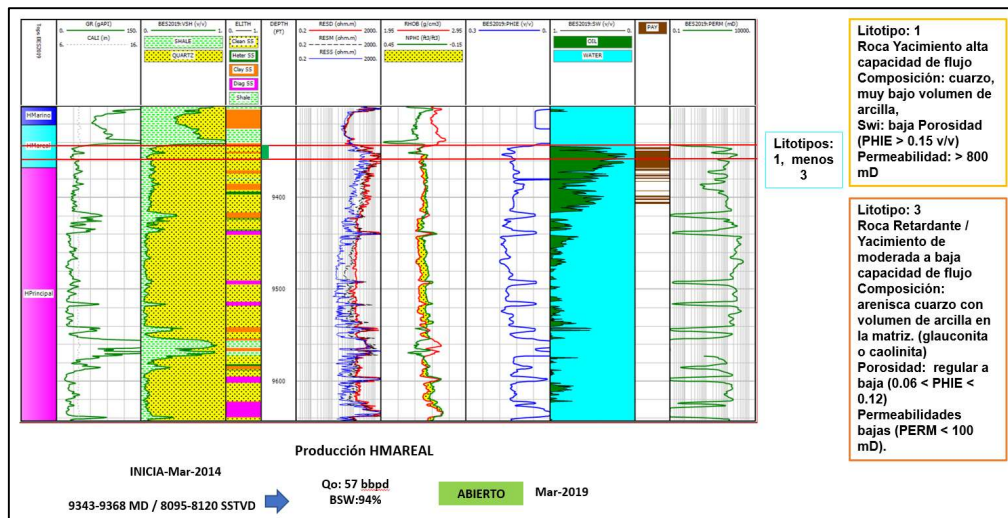 Tops BES2019
GR (gAPI)
0. 150.
CALI (in)
6. 16.
BES2019:VSH (v/v)
0. 1.
SHALE
QUARTZ
ELITH
0. 1.
Clean SS
Heter SS
Clay SS
Diag SS
Shale
DEPTH
(FT)
RESD (ohm.m)
0.2 2000.
RESM (ohm.m)
0.2 2000.
RESS (ohm.m)
0.2 2000.
RHOB (g/cm3)
1.95 2.95
NPHI (ft3/ft3)
0.45 -0.15
BES2019:PHIE (v/v)
0.3 0.
BES2019:SW (v/v)
1. 0.
OIL
WATER
PAY
BES2019:PERM (mD)
0.1 10000.
HMarino
HMareal
HPrincipal
9400
9500
9600
Litotipos:
1, menos
3
Litotipo: 1
Roca Yacimiento alta
capacidad de flujo
Composición: cuarzo,
muy bajo volumen de
arcilla,
Swi: baja Porosidad
(PHIE > 0.15 v/v)
Permeabilidad: > 800
mD
Litotipo: 3
Roca Retardante /
Yacimiento de
moderada a baja
capacidad de flujo
Composición:
arenisca cuarzo con
volumen de arcilla en
la matriz. (glauconita
o caolinita)
Porosidad: regular a
baja (0.06 < PHIE <
0.12)
Permeabilidades
bajas (PERM < 100
mD).
Producción HMAREAL
INICIA-Mar-2014
9343-9368 MD / 8095-8120 SSTVD
Qo: 57 bbpd
BSW:94%
ABIERTO
Mar-2019